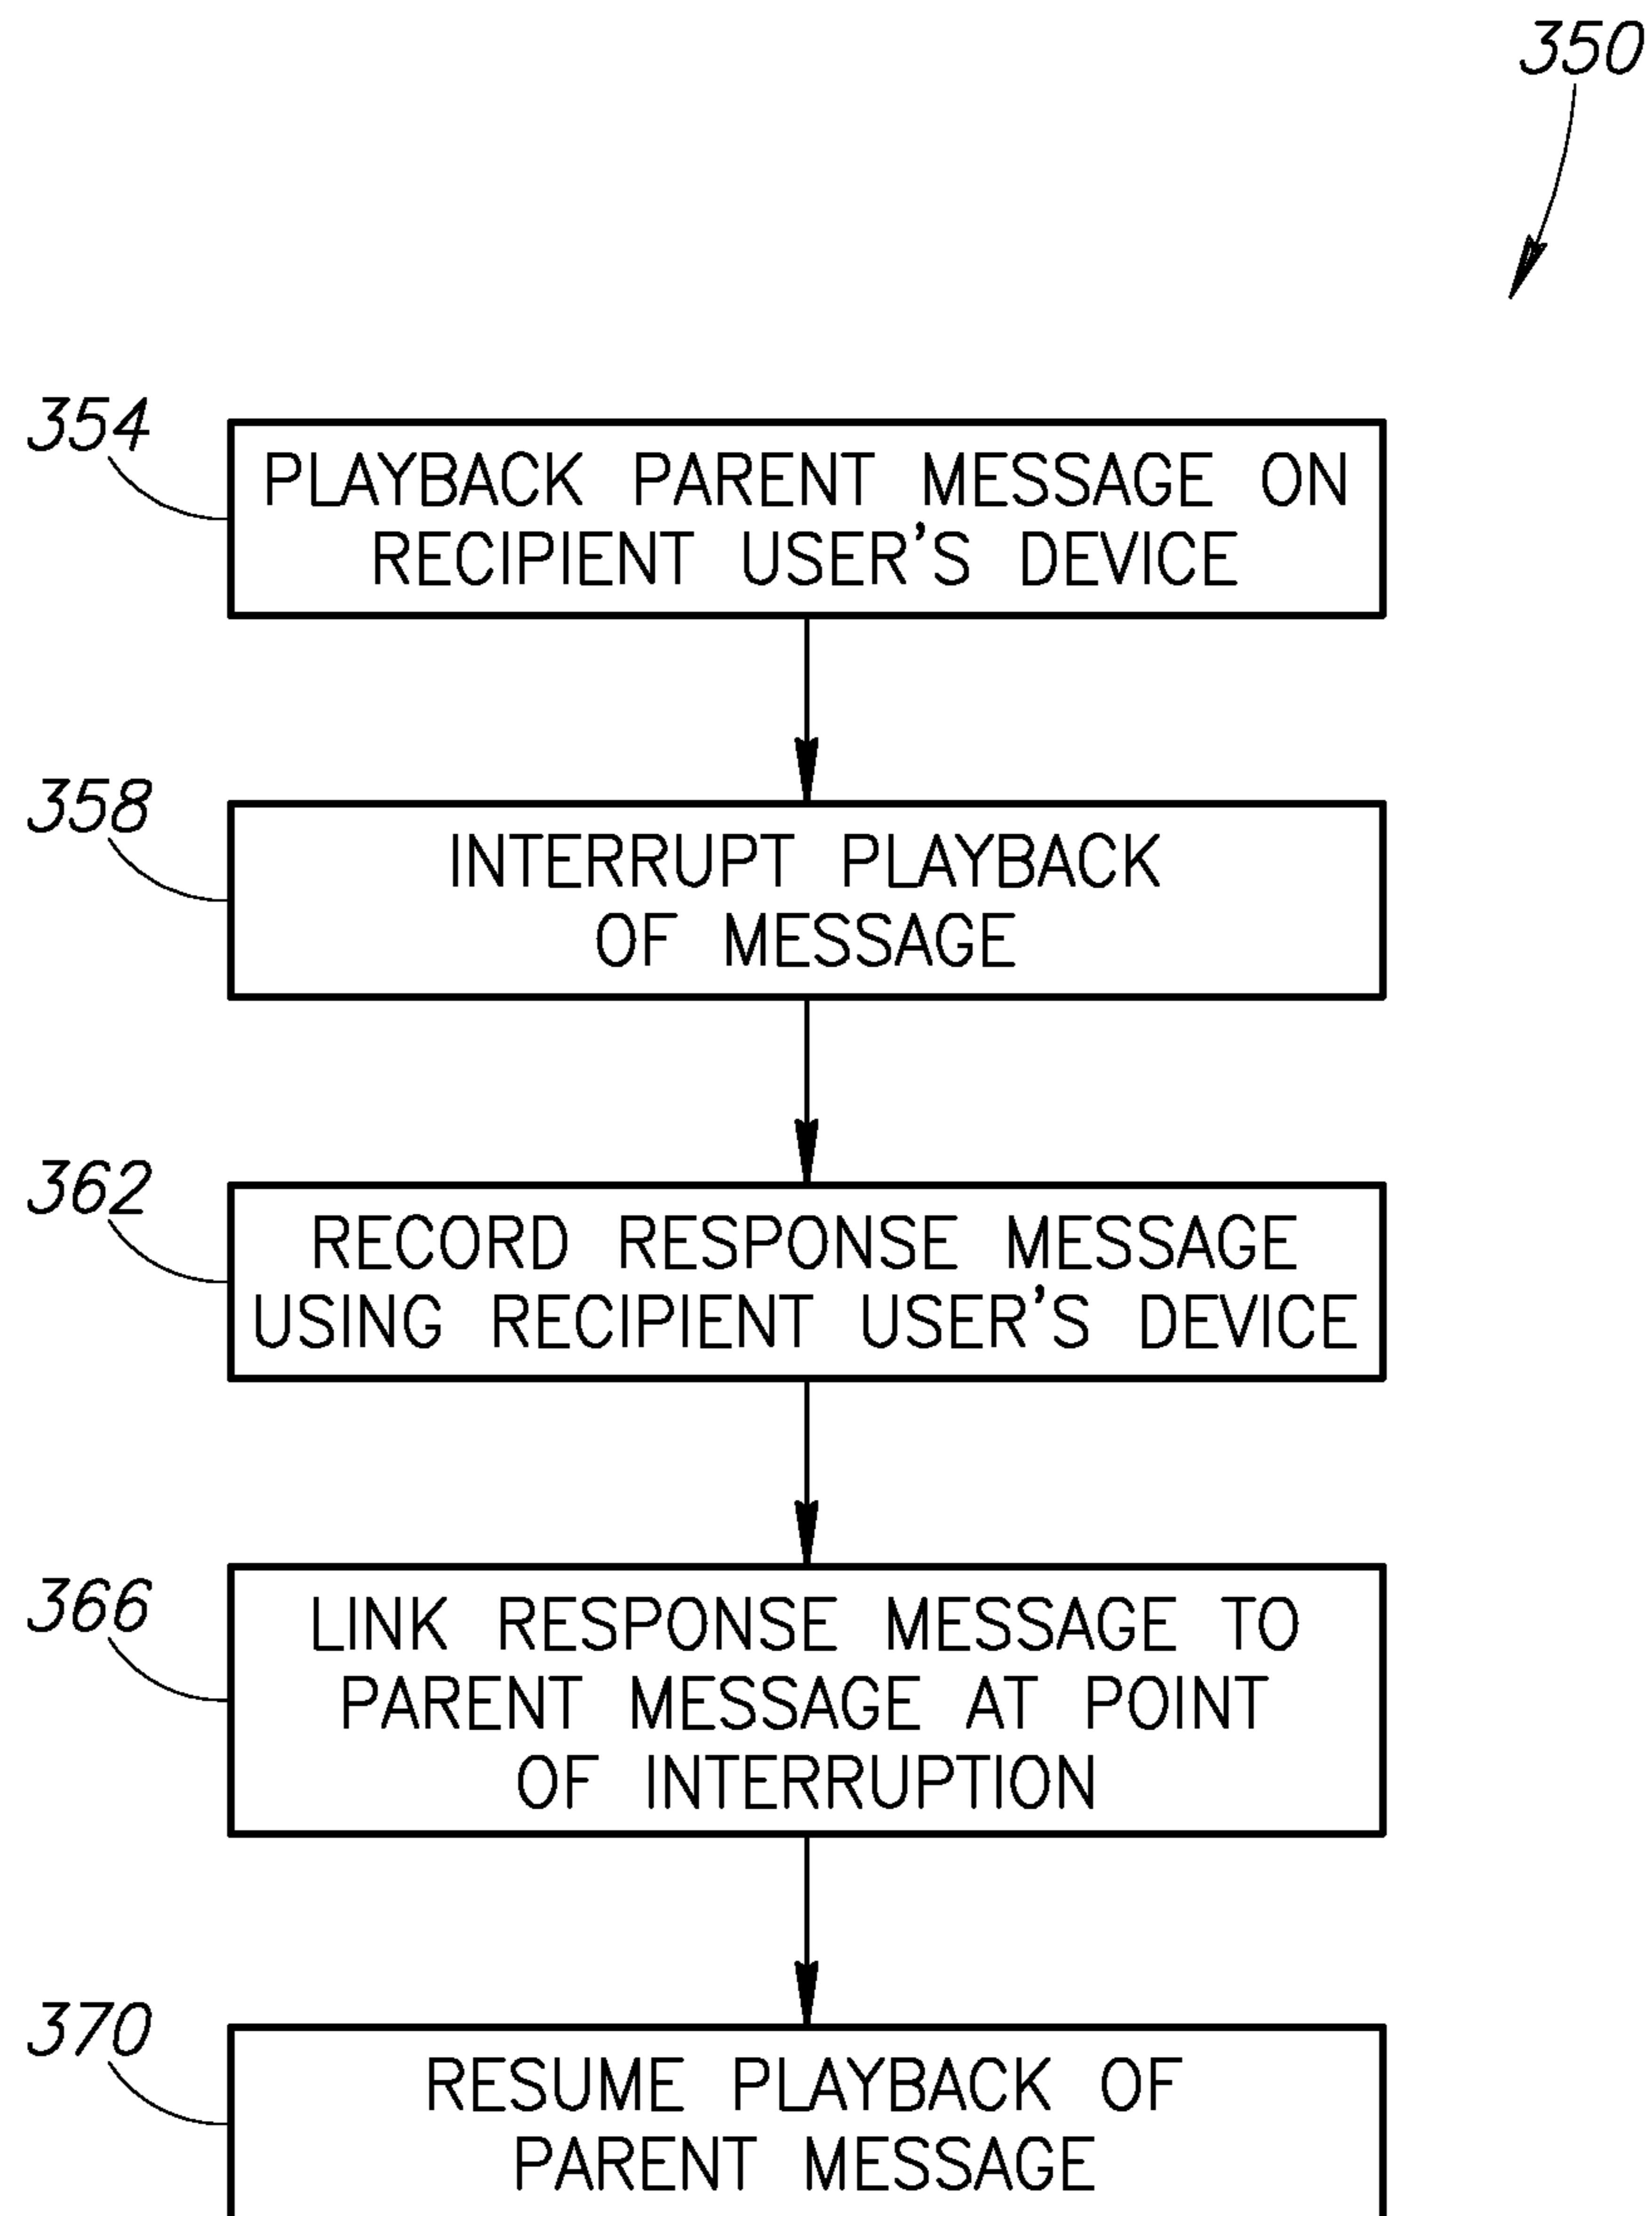 350
354
PLAYBACK PARENT MESSAGE ON
RECIPIENT USER'S DEVICE
358
INTERRUPT PLAYBACK
OF MESSAGE
362
RECORD RESPONSE MESSAGE
USING RECIPIENT USER'S DEVICE
366
LINK RESPONSE MESSAGE TO
PARENT MESSAGE AT POINT
OF INTERRUPTION
370
RESUME PLAYBACK OF
PARENT MESSAGE